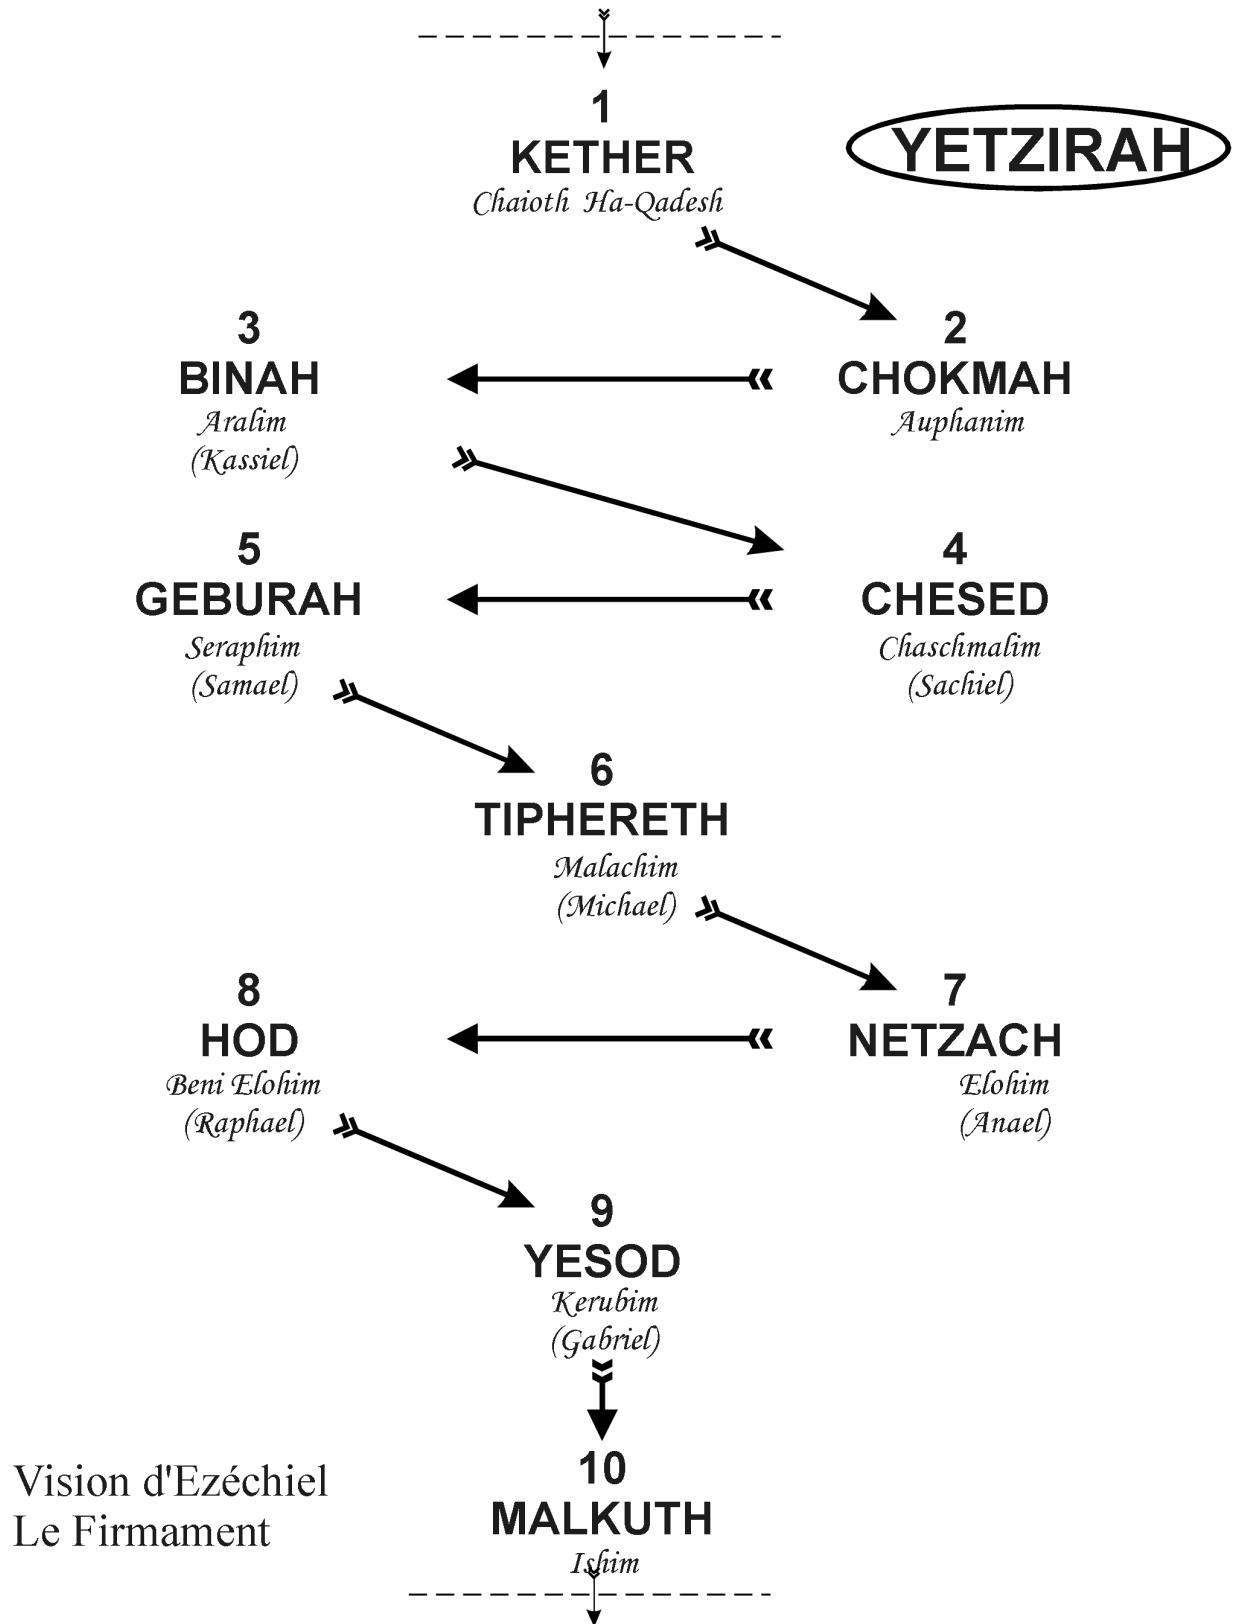 1
KETHER
Chaioth Ha-Qadesh
YETZIRAH
3
BINAH
Aralim
(Kassiel)
2
CHOKMAH
Auphanim
5
GEBURAH
Seraphim
(Samael)
4
CHESED
Chaschmalim
(Sachiel)
6
TIPHERETH
Malachim
(Michael)
8
HOD
Beni Elohim
(Raphael)
7
NETZACH
Elohim
(Anael)
9
YESOD
Kerubim
(Gabriel)
10
MALKUTH
Ishim
Vision d'Ezéchiel
Le Firmament